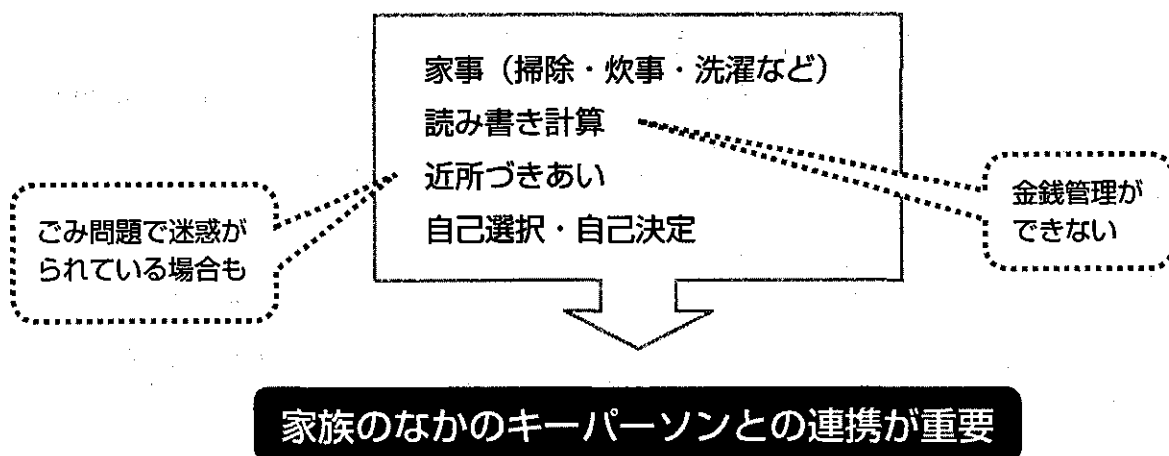 家事（掃除・炊事・洗濯など）
読み書き計算
近所づきあい
自己選択・自己決定
ごみ問題で迷惑が
られている場合も
金銭管理が
できない
家族のなかのキーパーソンとの連携が重要